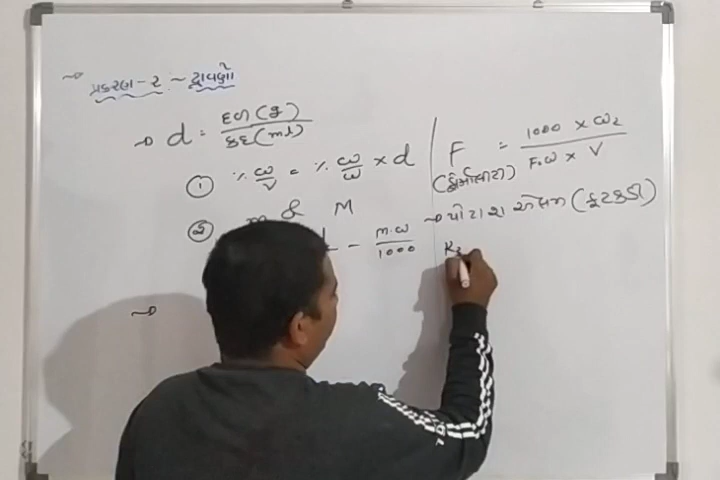 પ્રકરણ-૨ ~ દ્રાવણો
d = દળ(g) / કદ(ml)
① % w/v = % w/w × d
② m & M
- m.w / 1000
F = 1000 × w₂ / F.w × V
(ફોર્માલીટી)
પોટાશ એલમ (ફટકડી)
K₂